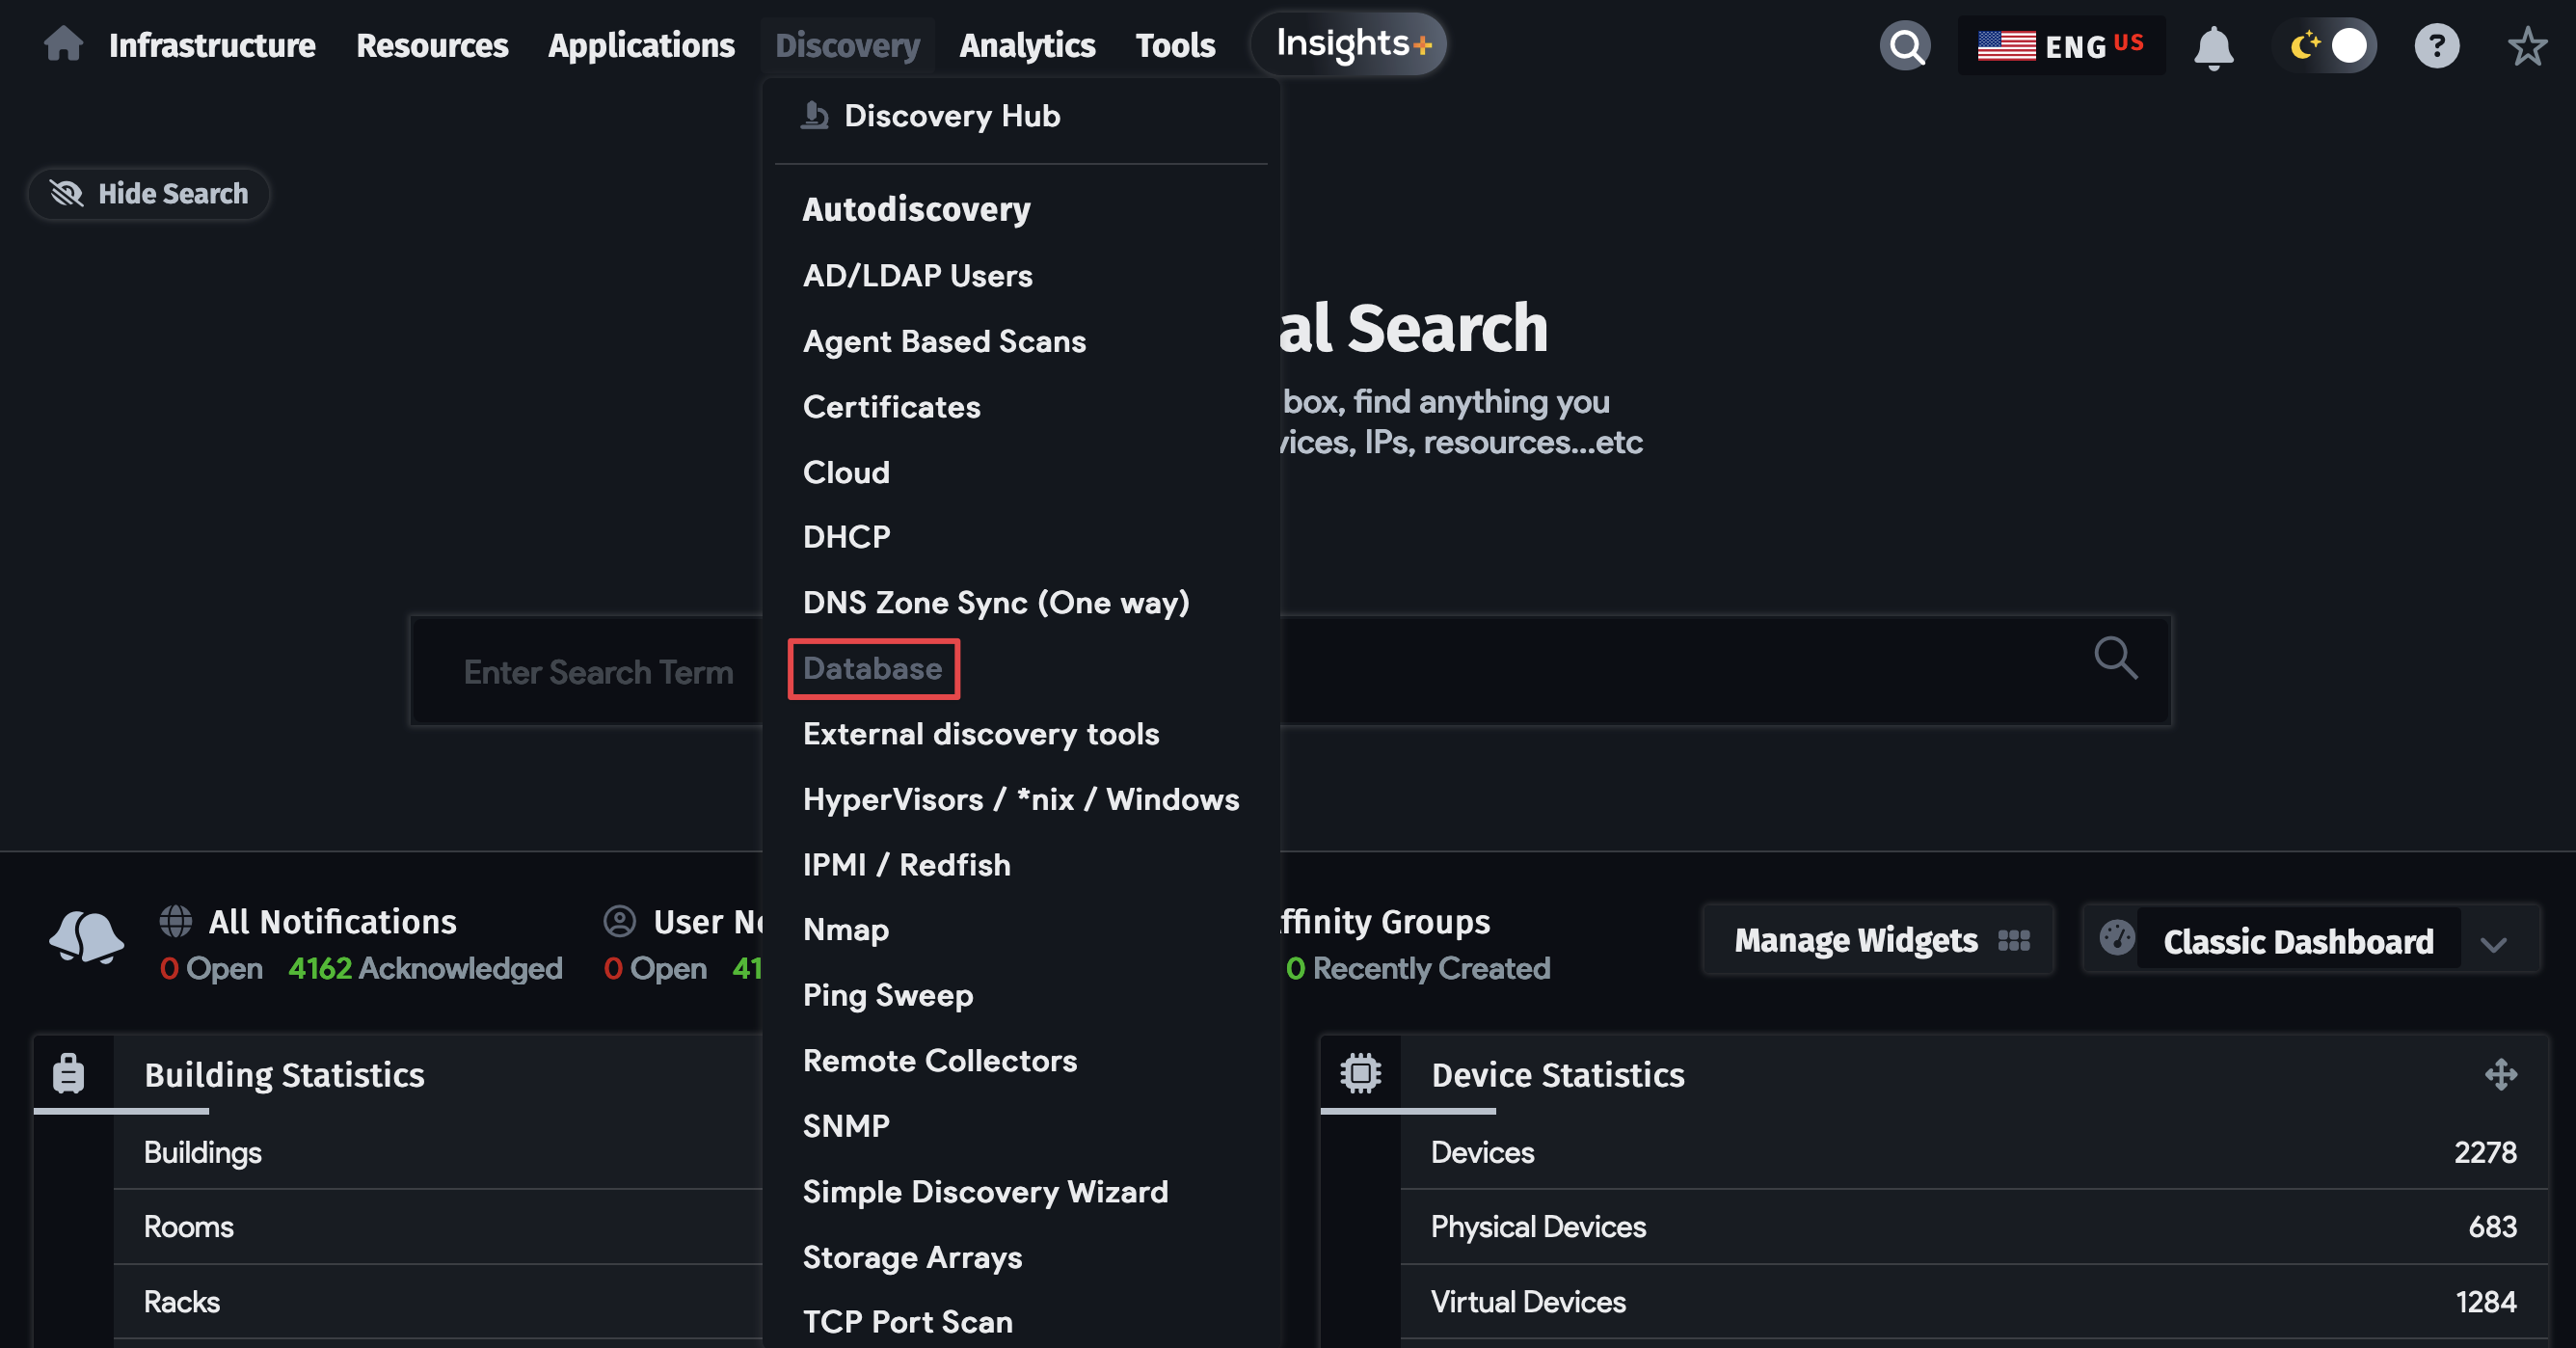 Infrastructure Resources Applications Discovery Analytics Tools Insights+ ENG US ?
Discovery Hub
Hide Search
Autodiscovery
AD/LDAP Users
Agent Based Scans
Certificates
Cloud
DHCP
DNS Zone Sync (One way)
Database
External discovery tools
HyperVisors / *nix / Windows
IPMI / Redfish
Nmap
Ping Sweep
Remote Collectors
SNMP
Simple Discovery Wizard
Storage Arrays
TCP Port Scan
al Search
box, find anything you
vices, IPs, resources...etc
Enter Search Term
All Notifications
0 Open 4162 Acknowledged
User No
0 Open 41
ffinity Groups
0 Recently Created
Manage Widgets
Classic Dashboard
Building Statistics
Buildings
Rooms
Racks
Device Statistics
Devices 2278
Physical Devices 683
Virtual Devices 1284